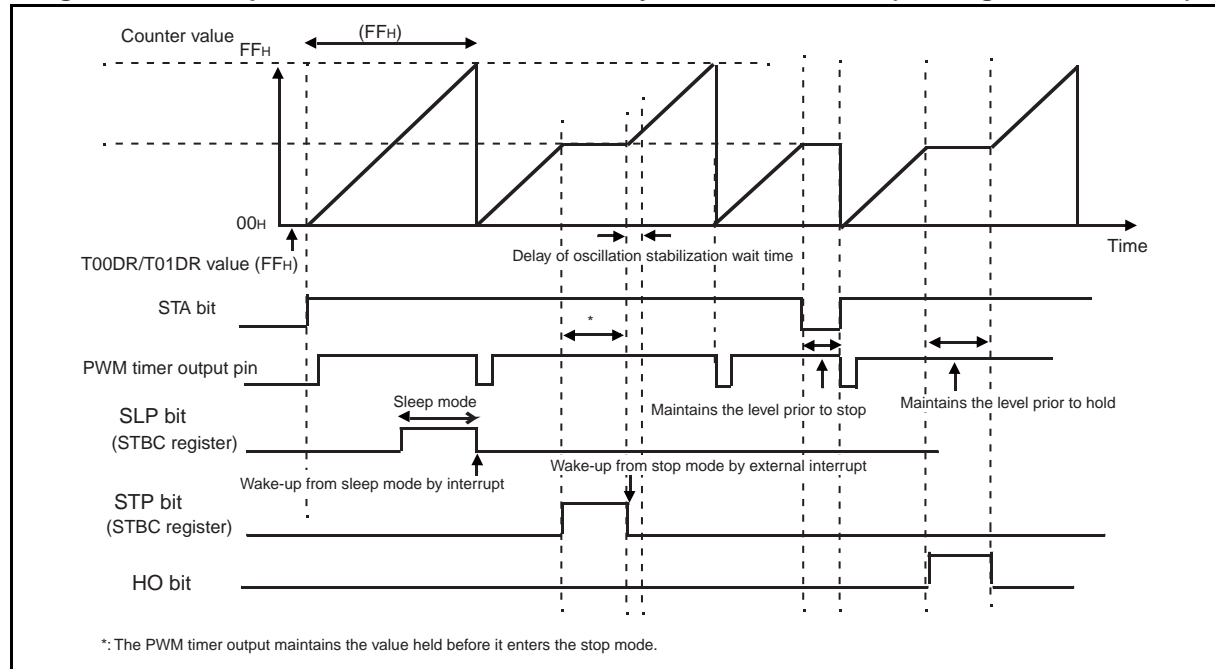 Counter value
FFH
(FFH)
00H
Time
T00DR/T01DR value (FFH)
Delay of oscillation stabilization wait time
STA bit
*
PWM timer output pin
Maintains the level prior to stop
Maintains the level prior to hold
Sleep mode
SLP bit
(STBC register)
Wake-up from sleep mode by interrupt
Wake-up from stop mode by external interrupt
STP bit
(STBC register)
HO bit
*: The PWM timer output maintains the value held before it enters the stop mode.